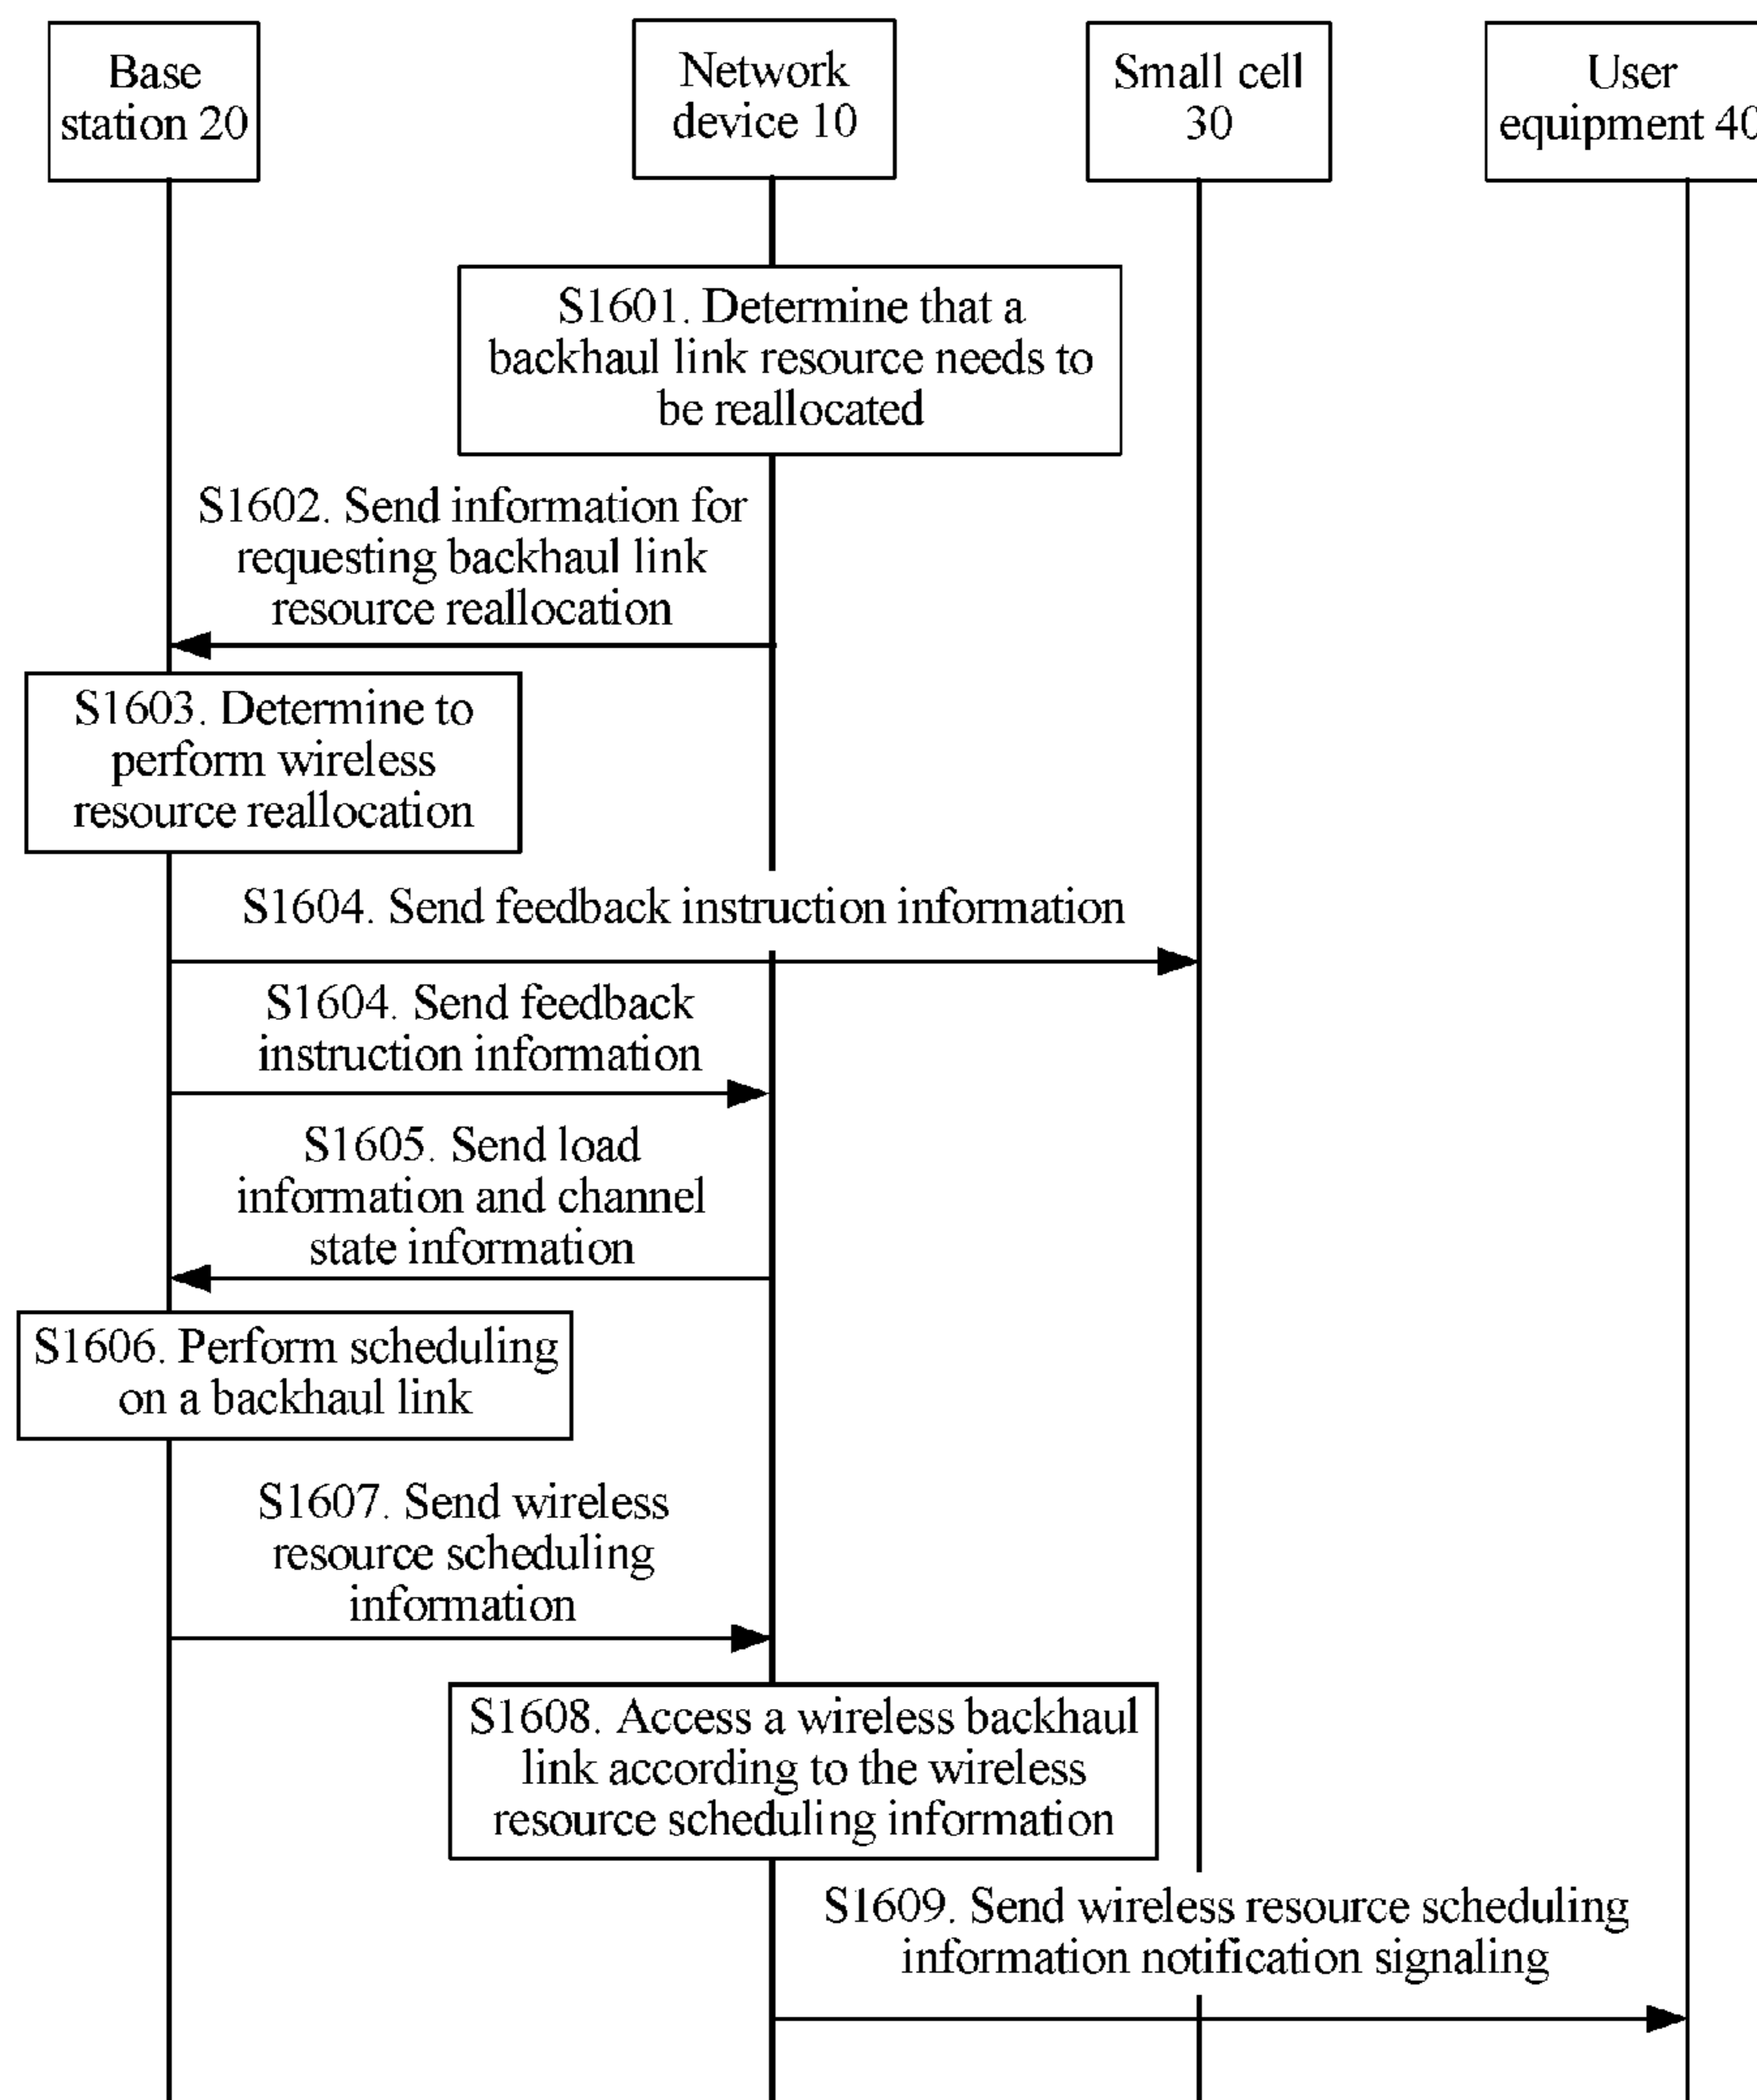 Base
station 20
Network
device 10
Small cell
30
User
equipment 40
S1601. Determine that a
backhaul link resource needs to
be reallocated
S1602. Send information for
requesting backhaul link
resource reallocation
S1603. Determine to
perform wireless
resource reallocation
S1604. Send feedback instruction information
S1604. Send feedback
instruction information
S1605. Send load
information and channel
state information
S1606. Perform scheduling
on a backhaul link
S1607. Send wireless
resource scheduling
information
S1608. Access a wireless backhaul
link according to the wireless
resource scheduling information
S1609. Send wireless resource scheduling
information notification signaling